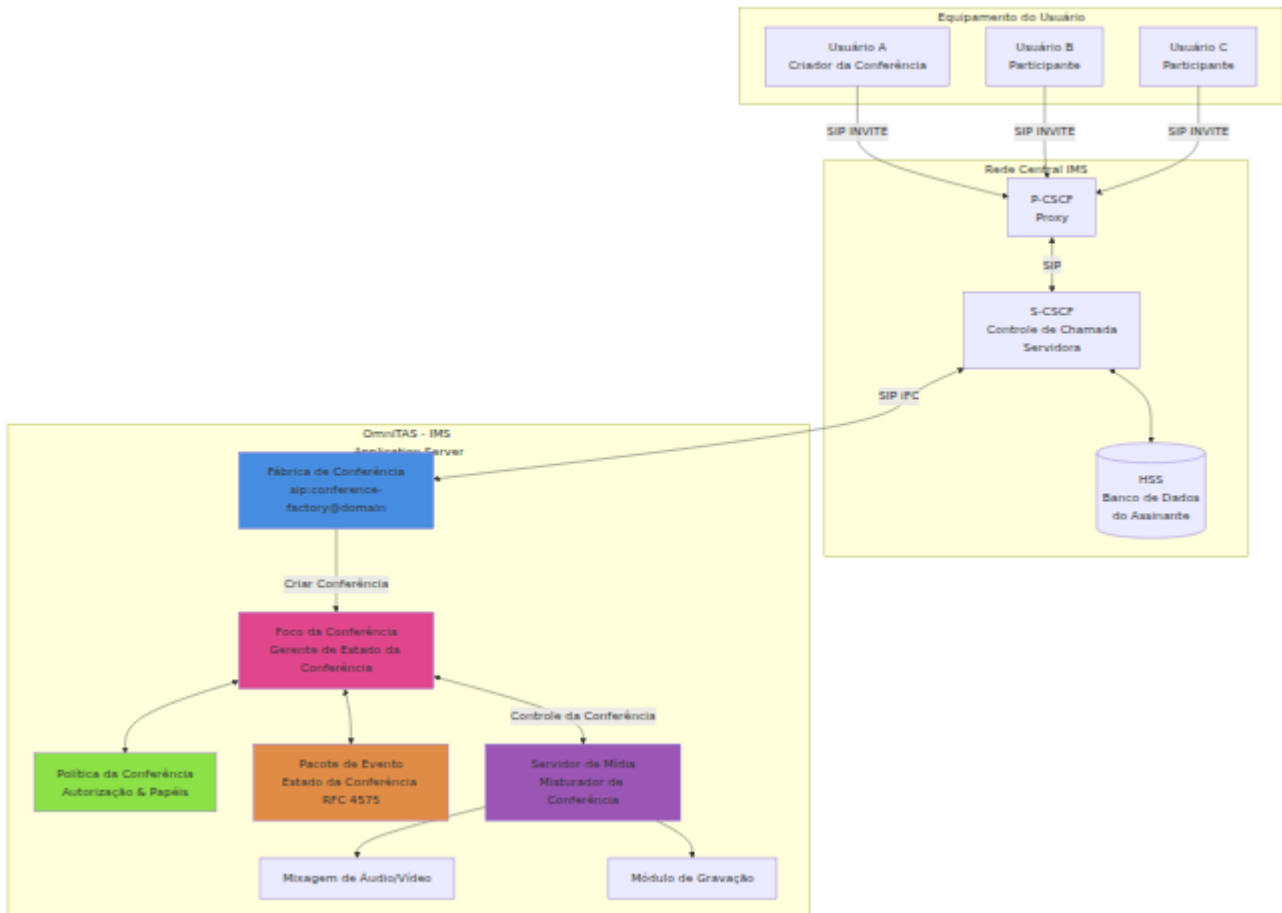 Equipamento do Usuário
Usuário A
Criador da Conferência
Usuário B
Participante
Usuário C
Participante
SIP INVITE
SIP INVITE
SIP INVITE
Rede Central IMS
P-CSCF
Proxy
SIP
S-CSCF
Controle de Chamada
Servidora
SIP iFC
HSS
Banco de Dados
do Assinante
OmniTAS - IMS
Application Server
Fábrica de Conferência
sip:conference-
factory@domain
Criar Conferência
Foco da Conferência
Gerente de Estado da
Conferência
Controle da Conferência
Política da Conferência
Autorização & Papéis
Pacote de Evento
Estado da Conferência
RFC 4575
Servidor de Mídia
Misturador de
Conferência
Mixagem de Áudio/Vídeo
Módulo de Gravação